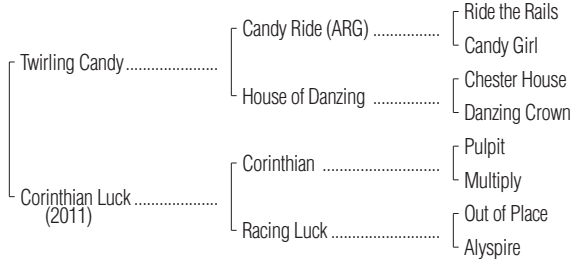 Ride the Rails
Candy Ride (ARG) ................
Candy Girl
Twirling Candy ......................
Chester House
House of Danzing ................
Danzing Crown
Pulpit
Corinthian ............................
Multiply
Corinthian Luck ....................
(2011)
Out of Place
Racing Luck ...........................
Alyspire